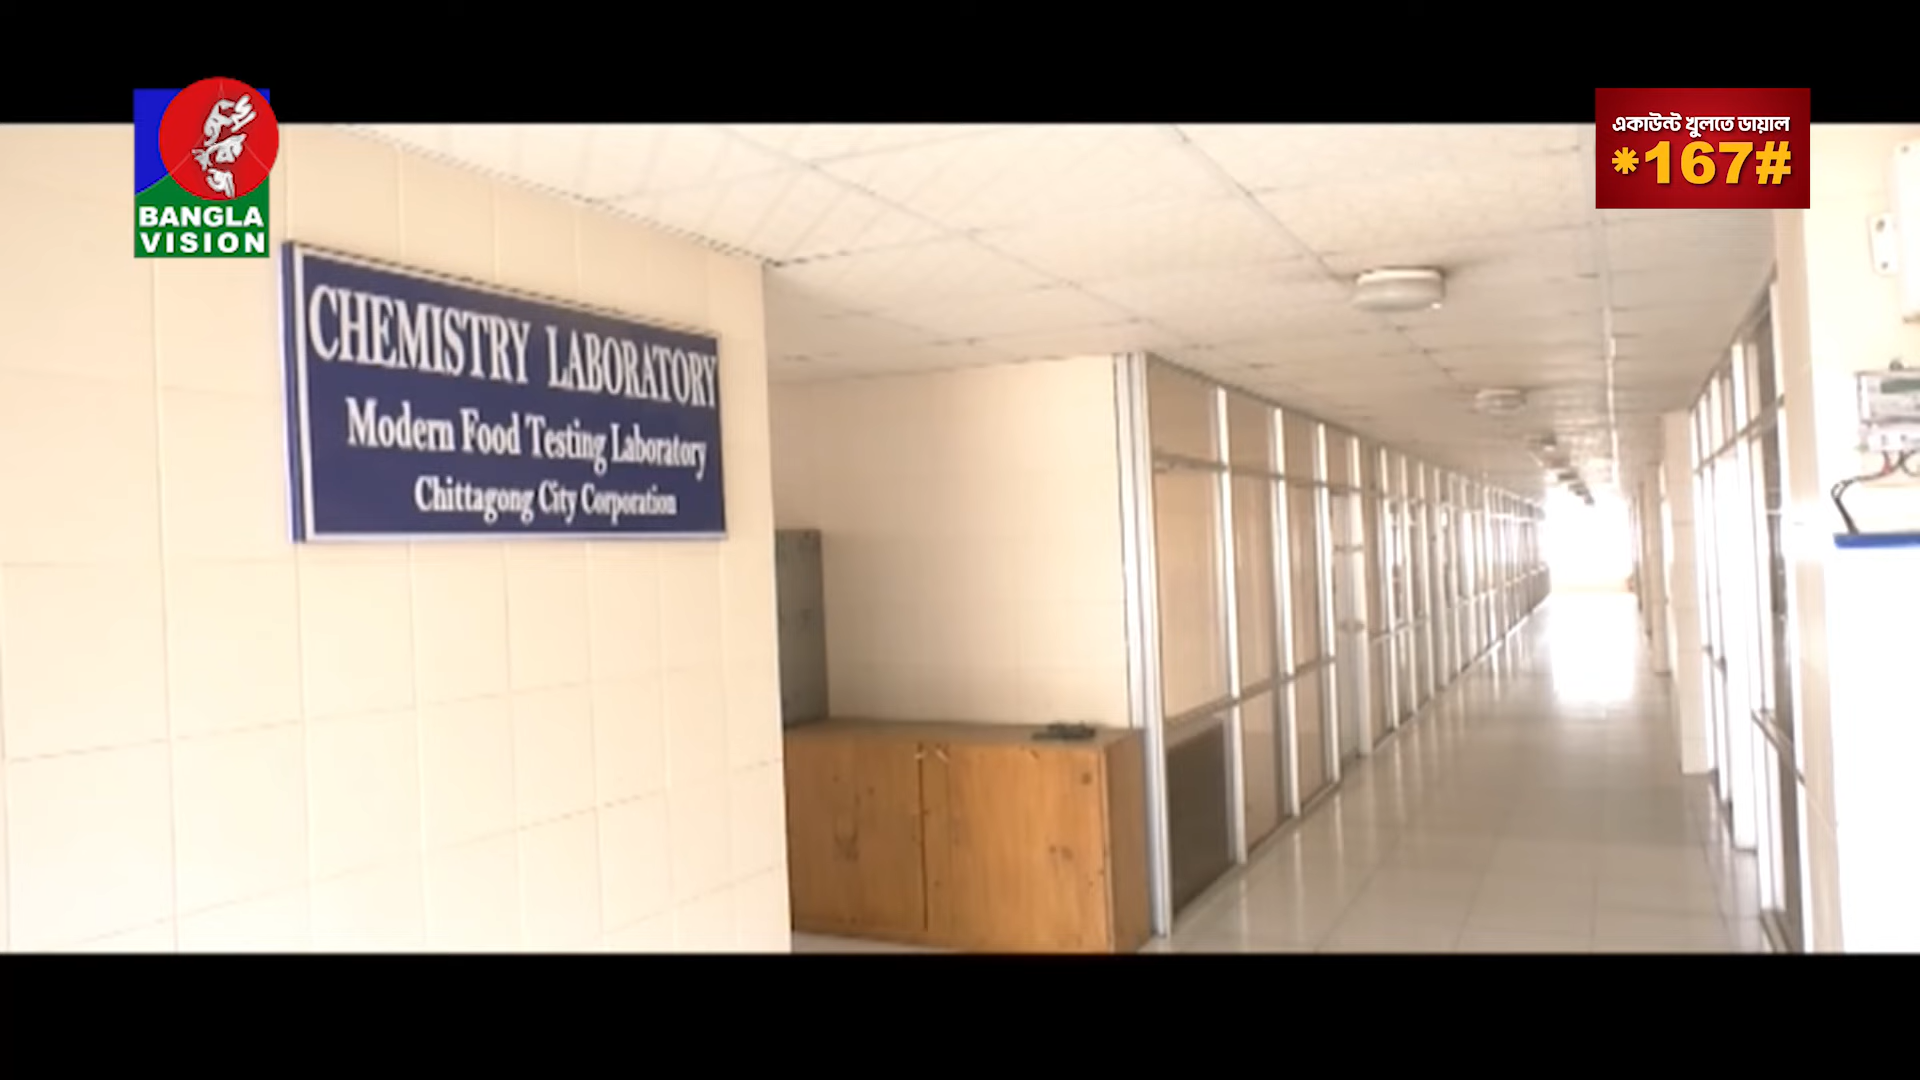 BANGLA
VISION
একাউন্ট খুলতে ডায়াল
*167#
CHEMISTRY LABORATORY
Modern Food Testing Laboratory
Chittagong City Corporation